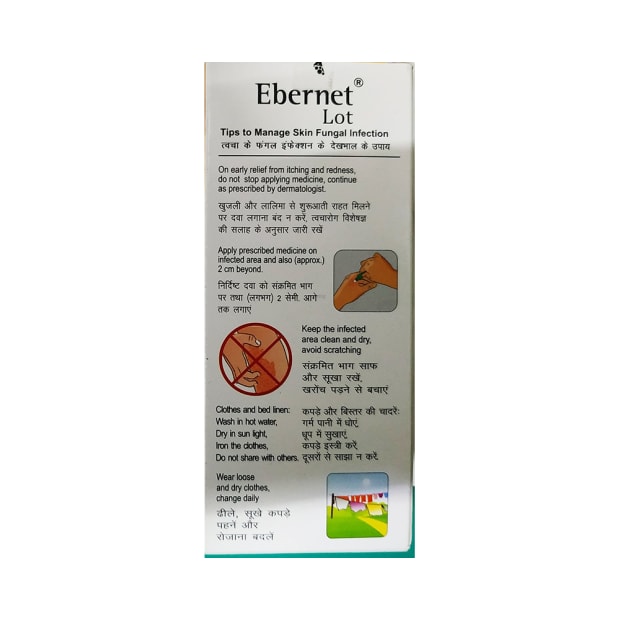 Ebernet®
Lot
Tips to Manage Skin Fungal Infection
त्वचा के फंगल इंफेक्शन के देखभाल के उपाय
On early relief from itching and redness,
do not stop applying medicine, continue
as prescribed by dermatologist.
खुजली और लालिमा से शुरूआती राहत मिलने
पर दवा लगाना बंद न करें, त्वचारोग विशेषज्ञ
की सलाह के अनुसार जारी रखें
Apply prescribed medicine on
infected area and also (approx.)
2 cm beyond.
निर्दिष्ट दवा को संक्रमित भाग
पर तथा (लगभग) 2 सेमी. आगे
तक लगाएं
Keep the infected
area clean and dry,
avoid scratching
संक्रमित भाग साफ
और सूखा रखें,
खरोंच पड़ने से बचाएं
Clothes and bed linen:
Wash in hot water,
Dry in sun light,
Iron the clothes,
Do not share with others.
कपड़े और बिस्तर की चादरें:
गर्म पानी में धोएं,
धूप में सुखाएं,
कपड़े इस्त्री करें,
दूसरों से साझा न करें.
Wear loose
and dry clothes,
change daily
ढीले, सूखे कपड़े
पहनें और
रोजाना बदलें